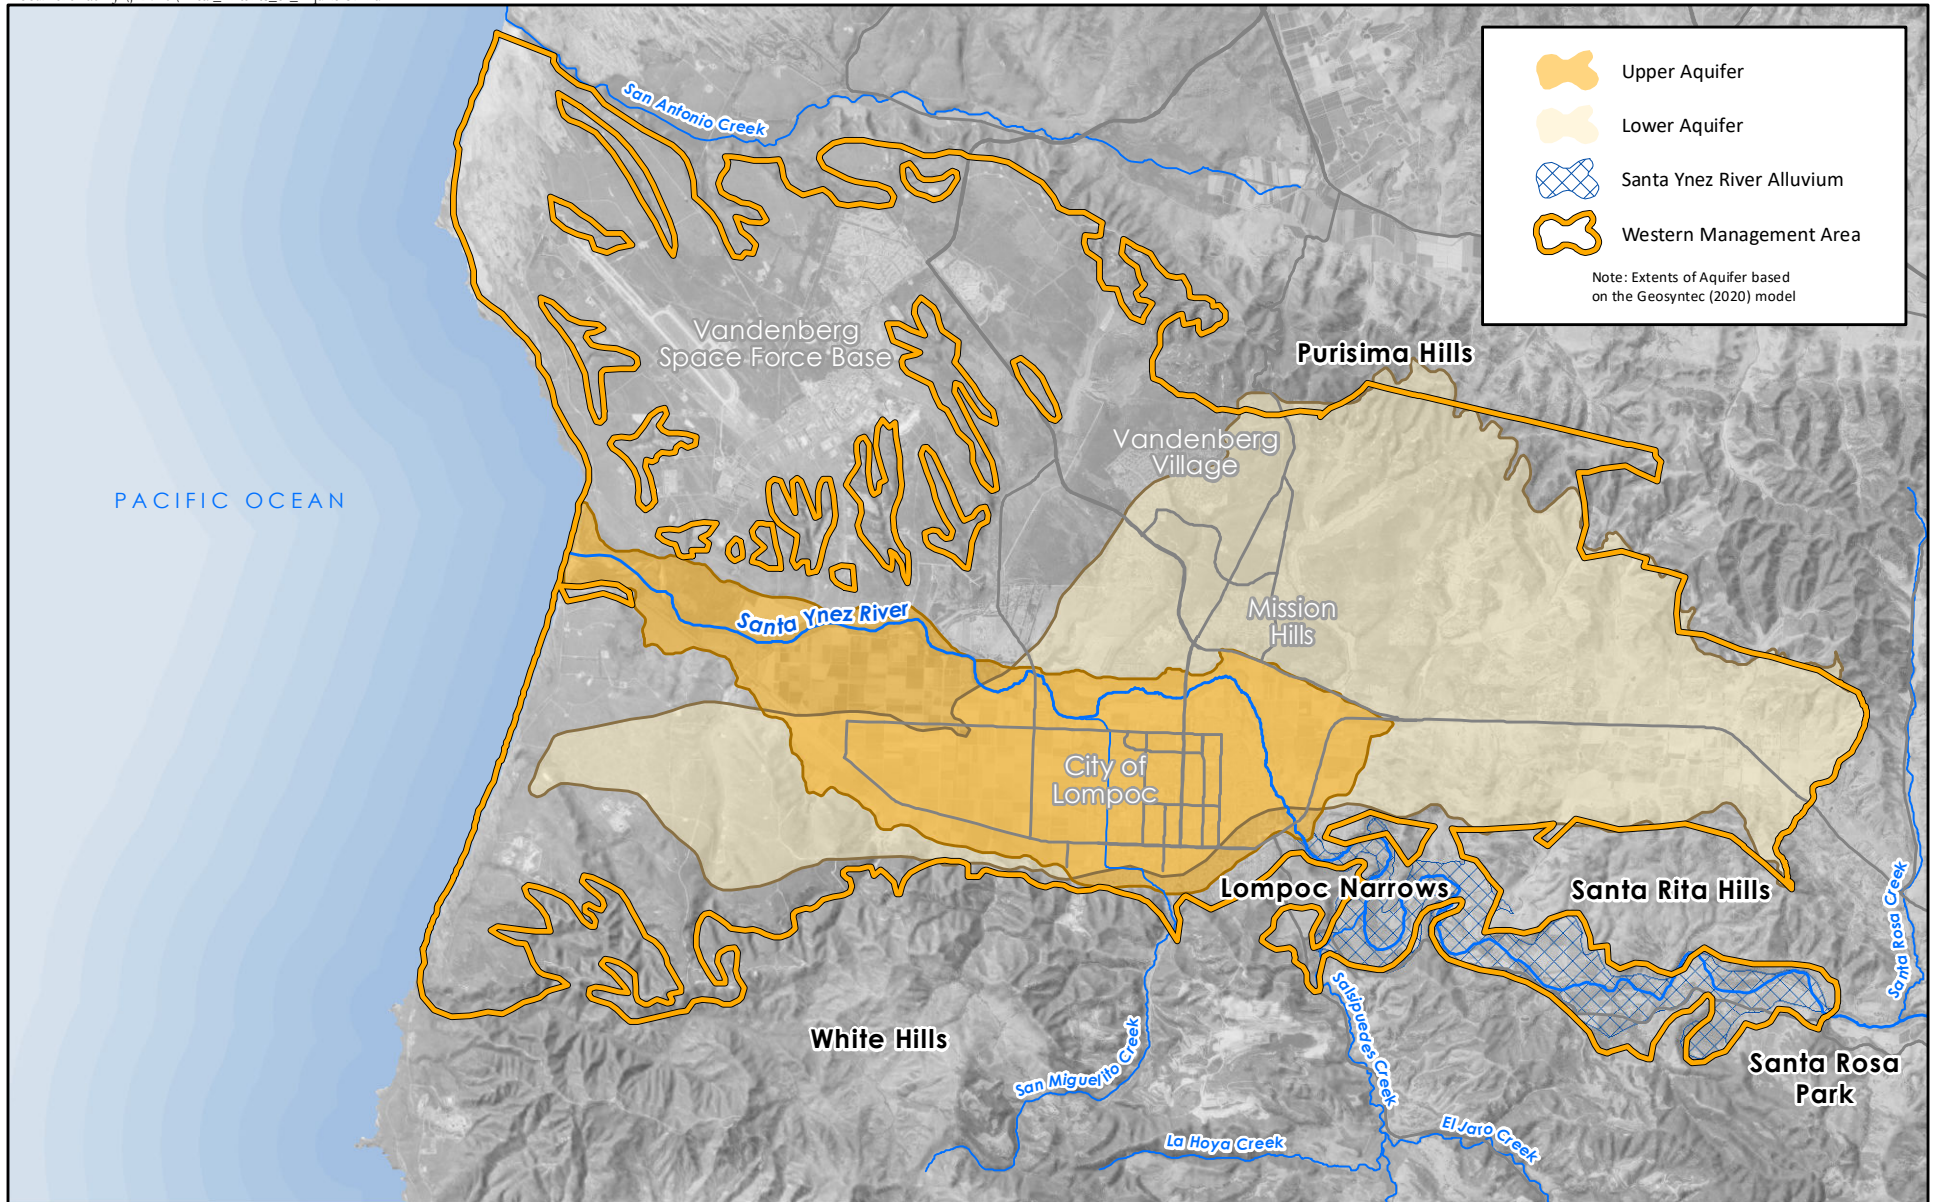 Upper Aquifer
Lower Aquifer
Santa Ynez River Alluvium
Western Management Area
Note: Extents of Aquifer based
on the Geosyntec (2020) model
San Antonio Creek
Vandenberg
Space Force Base
Purisima Hills
Vandenberg
Village
PACIFIC OCEAN
Santa Ynez River
Mission
Hills
City of
Lompoc
Lompoc Narrows
Santa Rita Hills
Santa Rosa Creek
White Hills
San Miguelito Creek
Salsipuedes Creek
Santa Rosa
Park
La Hoya Creek
El Jaro Creek